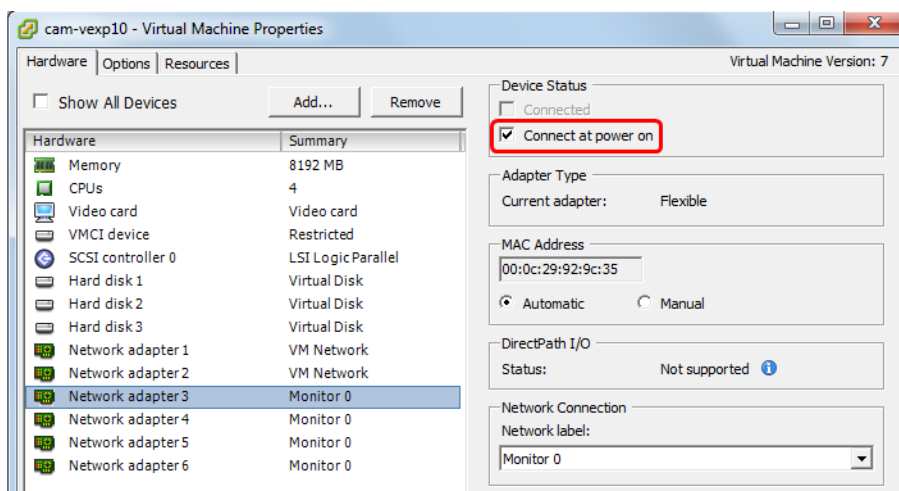 cam-vexp10 - Virtual Machine Properties
Hardware Options Resources
Virtual Machine Version: 7
Show All Devices Add... Remove
Hardware Summary
Memory 8192 MB
CPUs 4
Video card Video card
VMCI device Restricted
SCSI controller 0 LSI Logic Parallel
Hard disk 1 Virtual Disk
Hard disk 2 Virtual Disk
Hard disk 3 Virtual Disk
Network adapter 1 VM Network
Network adapter 2 VM Network
Network adapter 3 Monitor 0
Network adapter 4 Monitor 0
Network adapter 5 Monitor 0
Network adapter 6 Monitor 0
Device Status
Connected
Connect at power on
Adapter Type
Current adapter: Flexible
MAC Address
00:0c:29:92:9c:35
Automatic Manual
DirectPath I/O
Status: Not supported
Network Connection
Network label:
Monitor 0